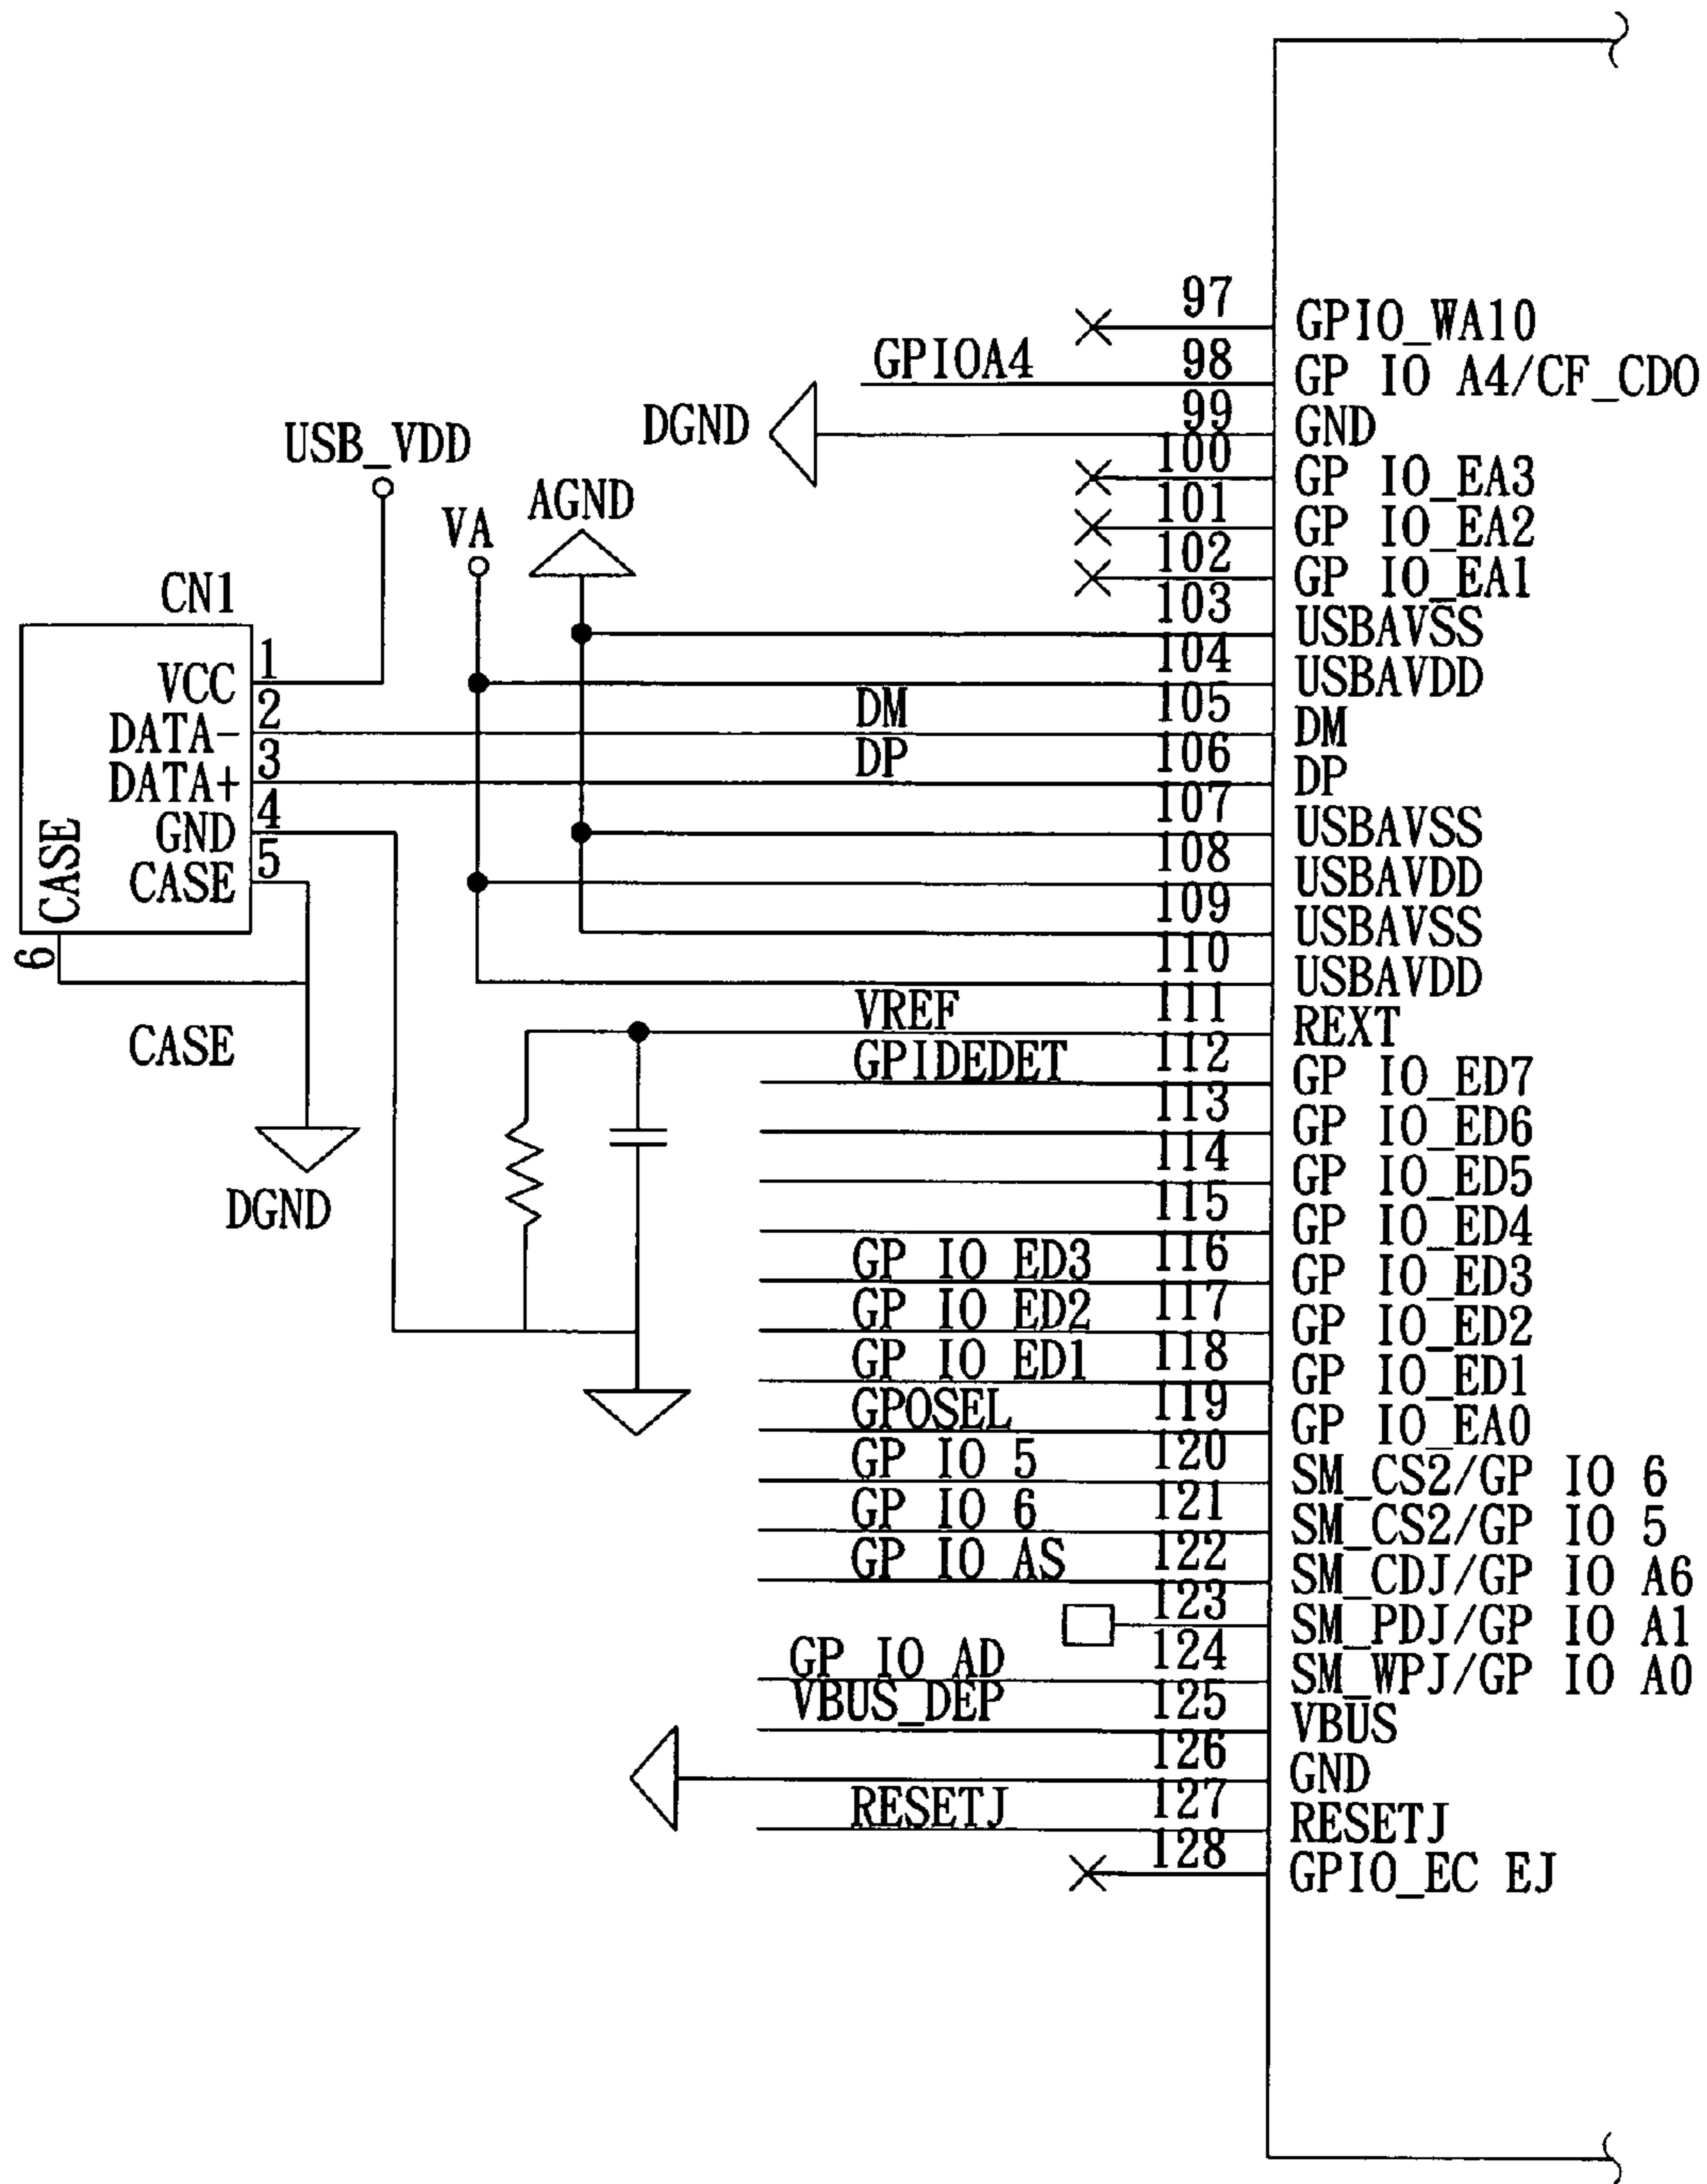 97 GPIO_WA10
GPIOA4 98 GP IO A4/CF_CDO
DGND 99 GND
100 GP IO_EA3
101 GP IO_EA2
102 GP IO_EA1
103 USBAVSS
104 USBAVDD
DM 105 DM
DP 106 DP
107 USBAVSS
108 USBAVDD
109 USBAVSS
110 USBAVDD
VREF 111 REXT
GPIDEDET 112 GP IO_ED7
113 GP IO_ED6
114 GP IO_ED5
115 GP IO_ED4
GP IO ED3 116 GP IO_ED3
GP IO ED2 117 GP IO_ED2
GP IO ED1 118 GP IO_ED1
GPOSEL 119 GP IO_EA0
GP IO 5 120 SM_CS2/GP IO 6
GP IO 6 121 SM_CS2/GP IO 5
GP IO AS 122 SM_CDJ/GP IO A6
123 SM_PDJ/GP IO A1
GP IO AD 124 SM_WPJ/GP IO A0
VBUS_DEP 125 VBUS
126 GND
RESETJ 127 RESETJ
128 GPIO_EC EJ
USB_VDD
VA
AGND
CN1
VCC 1
DATA- 2
DATA+ 3
GND 4
CASE 5
CASE
6
CASE
DGND